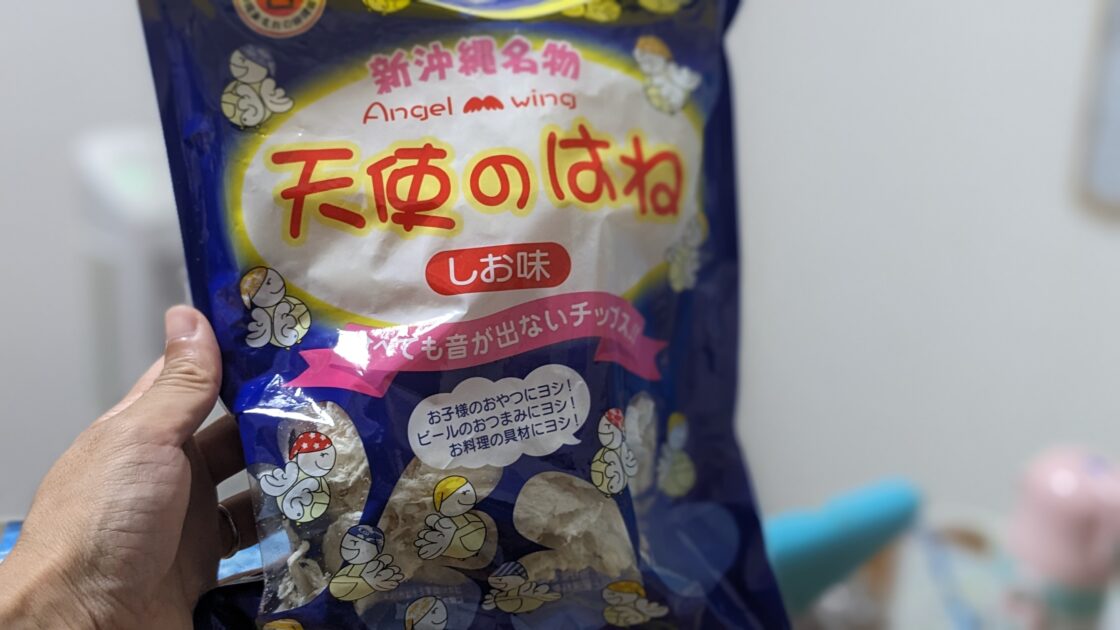 新沖縄名物
Angel wing
天使のはね
しお味
べても音が出ないチップス!!
お子様のおやつにヨシ!
ビールのおつまみにヨシ!
お料理の具材にヨシ!